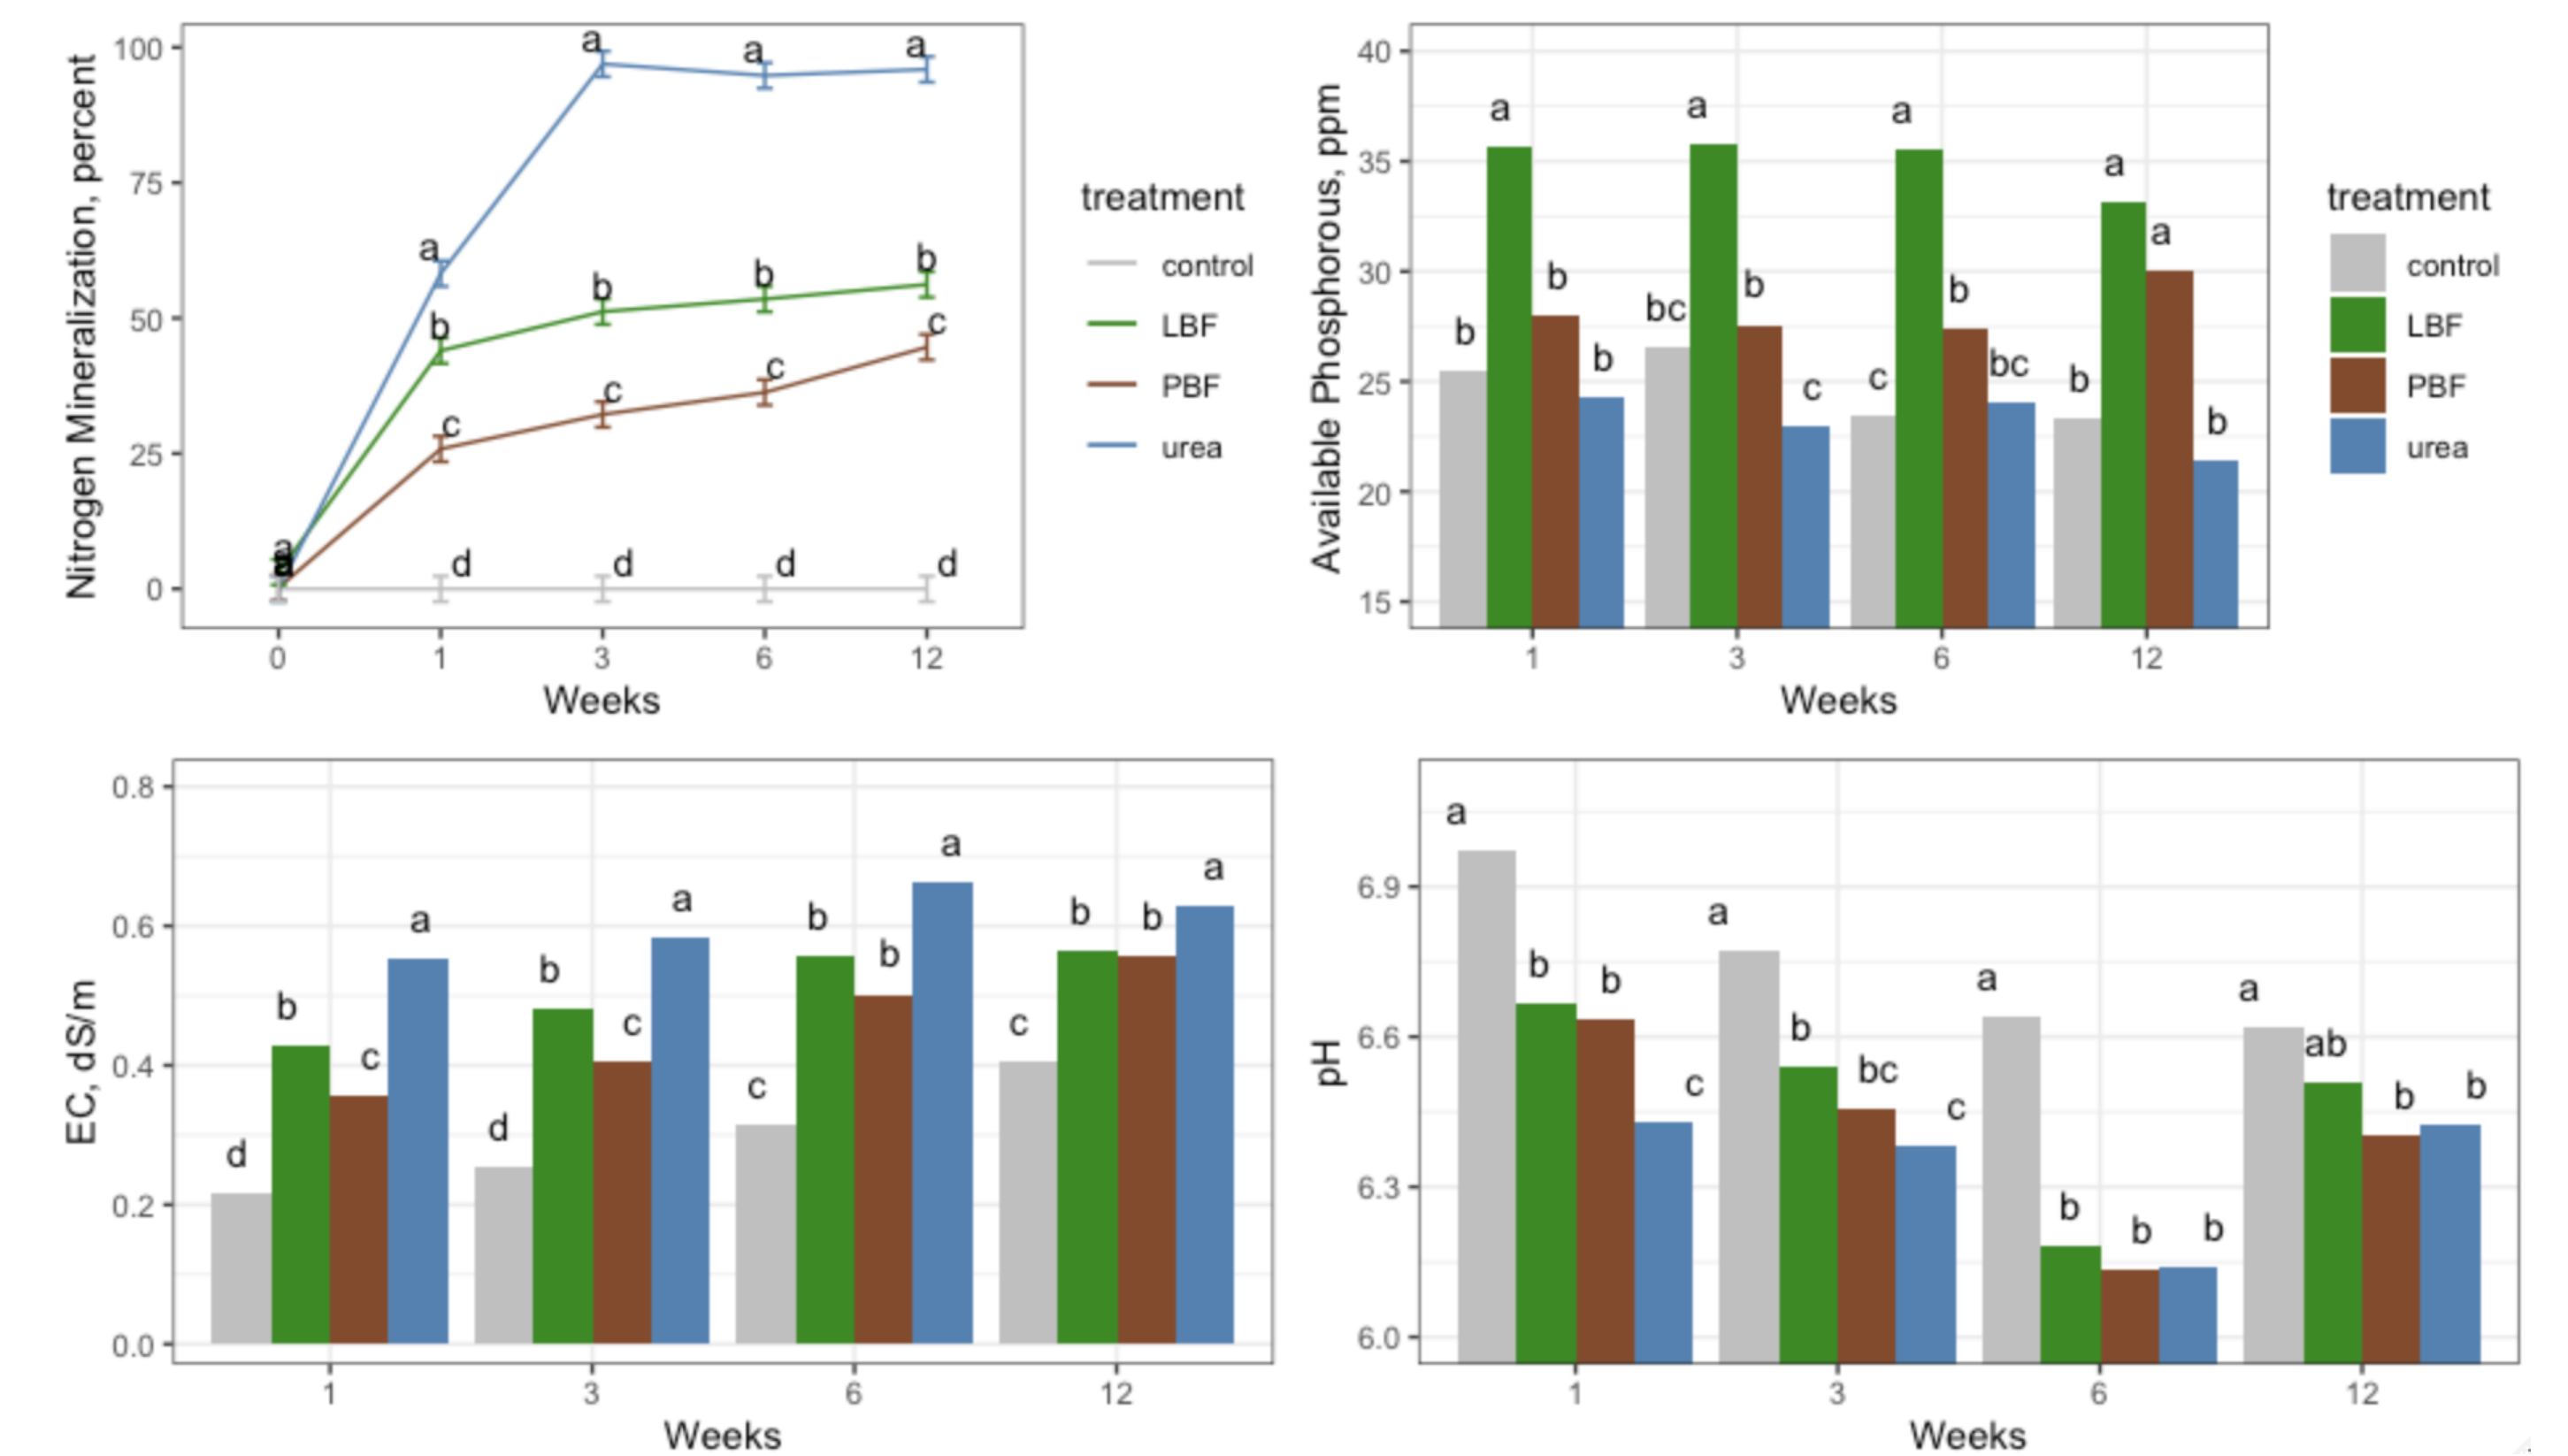 Nitrogen Mineralization, percent
100
75
50
25
0
a
a
a
a
b
b
b
b
c
c
c
c
a
d
d
d
d
0
1
3
6
12
Weeks
treatment
control
LBF
PBF
urea
Available Phosphorous, ppm
40
35
30
25
20
15
b
a
b
b
bc
a
b
c
c
a
b
bc
b
a
a
b
1
3
6
12
Weeks
treatment
control
LBF
PBF
urea
EC, dS/m
0.8
0.6
0.4
0.2
0.0
d
b
c
a
d
b
c
a
c
b
b
a
c
b
b
a
1
3
6
12
Weeks
pH
6.9
6.6
6.3
6.0
a
b
b
c
a
b
bc
c
a
b
b
b
a
ab
b
b
1
3
6
12
Weeks